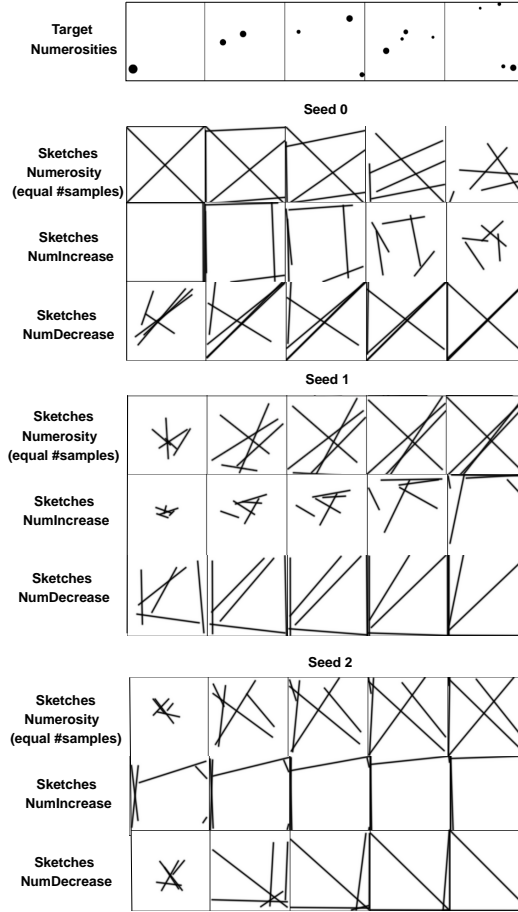 Target
Numerosities
Seed 0
Sketches
Numerosity
(equal #samples)
Sketches
NumIncrease
Sketches
NumDecrease
Seed 1
Sketches
Numerosity
(equal #samples)
Sketches
NumIncrease
Sketches
NumDecrease
Seed 2
Sketches
Numerosity
(equal #samples)
Sketches
NumIncrease
Sketches
NumDecrease